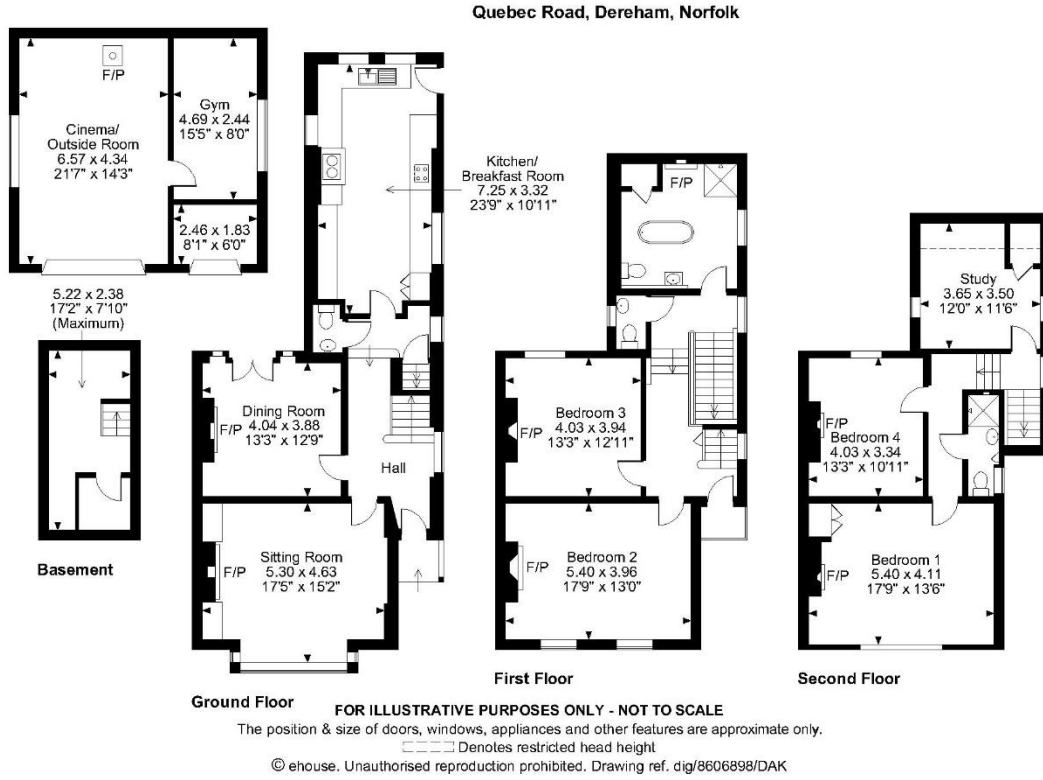 Quebec Road, Dereham, Norfolk
F/P
Cinema/
Outside Room
6.57 x 4.34
21'7" x 14'3"
Gym
4.69 x 2.44
15'5" x 8'0"
2.46 x 1.83
8'1" x 6'0"
5.22 x 2.38
17'2" x 7'10"
(Maximum)
Basement
Kitchen/
Breakfast Room
7.25 x 3.32
23'9" x 10'11"
Dining Room
4.04 x 3.88
13'3" x 12'9"
F/P
Hall
Sitting Room
5.30 x 4.63
17'5" x 15'2"
F/P
Ground Floor
F/P
Bedroom 3
4.03 x 3.94
13'3" x 12'11"
F/P
Bedroom 2
5.40 x 3.96
17'9" x 13'0"
F/P
First Floor
Study
3.65 x 3.50
12'0" x 11'6"
F/P
Bedroom 4
4.03 x 3.34
13'3" x 10'11"
Bedroom 1
5.40 x 4.11
17'9" x 13'6"
F/P
Second Floor
FOR ILLUSTRATIVE PURPOSES ONLY - NOT TO SCALE
The position & size of doors, windows, appliances and other features are approximate only.
Denotes restricted head height
© ehouse. Unauthorised reproduction prohibited. Drawing ref. dig/8606898/DAK